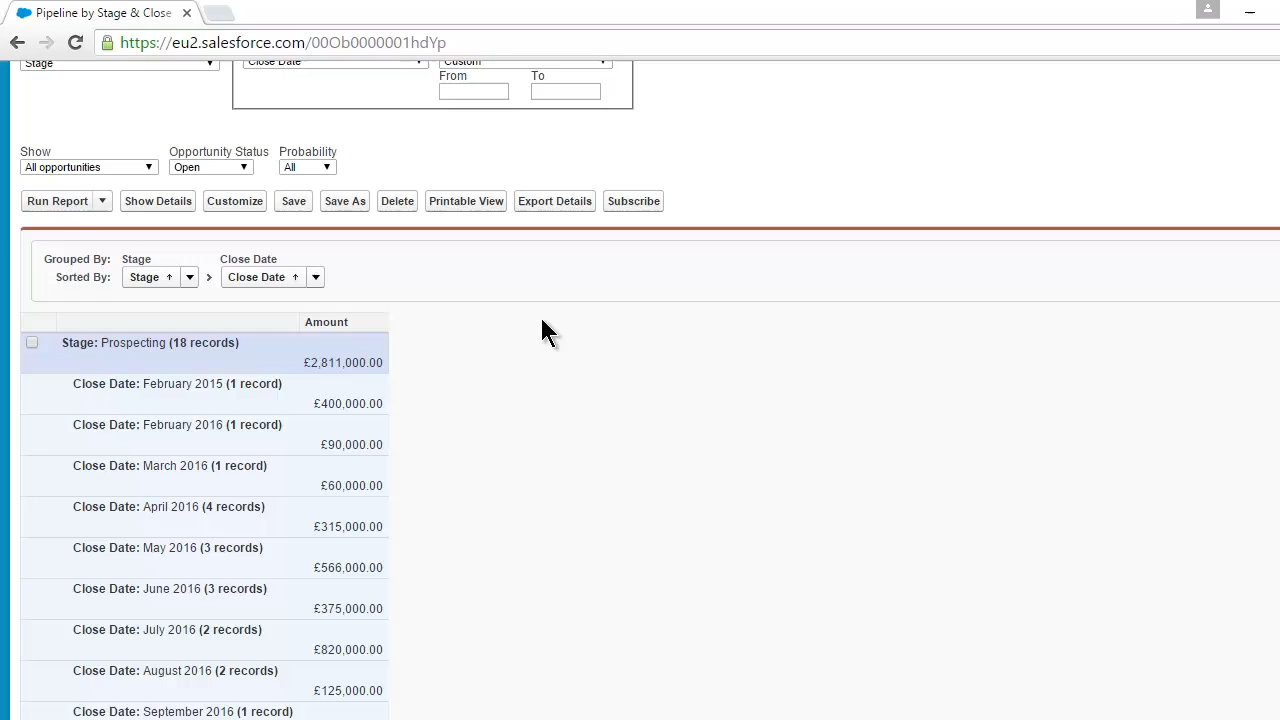 Pipeline by Stage & Close
https://eu2.salesforce.com/00Ob0000001hdYp
Stage Close Date Custom
From To
Show Opportunity Status Probability
All opportunities Open All
Run Report Show Details Customize Save Save As Delete Printable View Export Details Subscribe
Grouped By: Stage Close Date
Sorted By: Stage ↑ > Close Date ↑
Amount
Stage: Prospecting (18 records)
£2,811,000.00
Close Date: February 2015 (1 record)
£400,000.00
Close Date: February 2016 (1 record)
£90,000.00
Close Date: March 2016 (1 record)
£60,000.00
Close Date: April 2016 (4 records)
£315,000.00
Close Date: May 2016 (3 records)
£566,000.00
Close Date: June 2016 (3 records)
£375,000.00
Close Date: July 2016 (2 records)
£820,000.00
Close Date: August 2016 (2 records)
£125,000.00
Close Date: September 2016 (1 record)